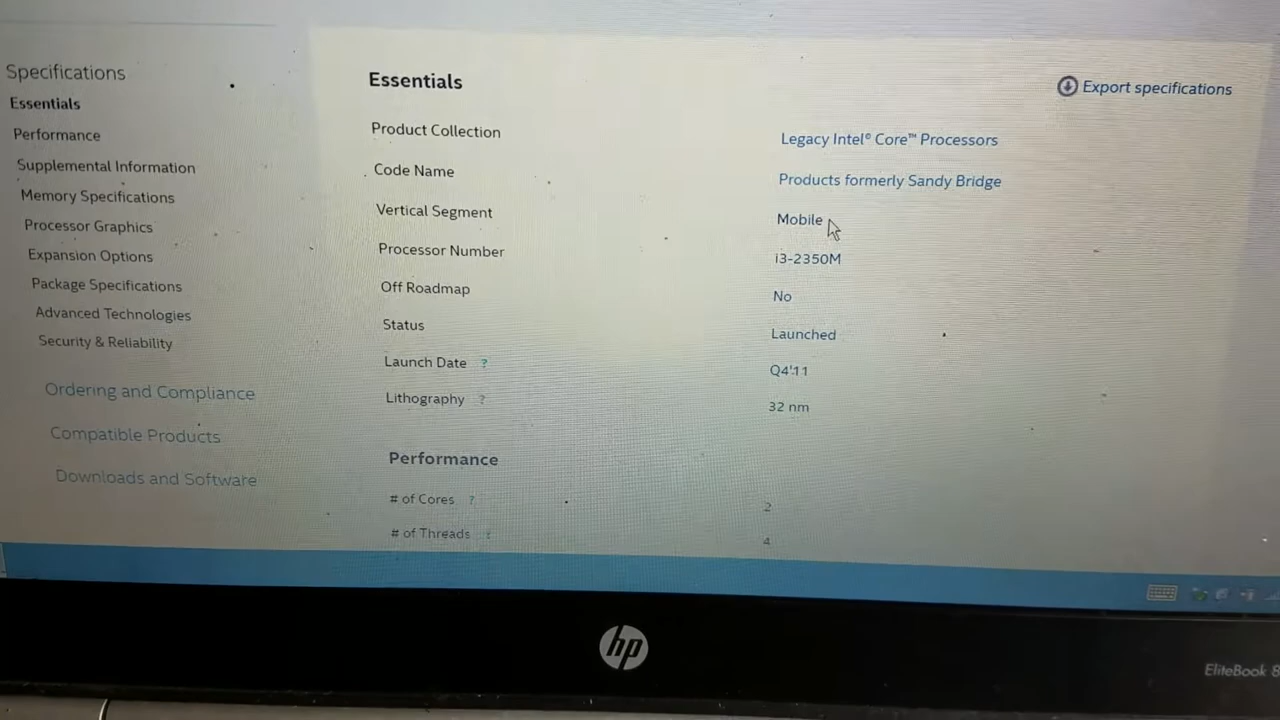 Specifications
Essentials
Performance
Supplemental Information
Memory Specifications
Processor Graphics
Expansion Options
Package Specifications
Advanced Technologies
Security & Reliability
Ordering and Compliance
Compatible Products
Downloads and Software
Essentials
Export specifications
Product Collection Legacy Intel® Core™ Processors
Code Name Products formerly Sandy Bridge
Vertical Segment Mobile
Processor Number i3-2350M
Off Roadmap No
Status Launched
Launch Date ? Q4'11
Lithography ? 32 nm
Performance
# of Cores ? 2
# of Threads ? 4
hp
EliteBook 8